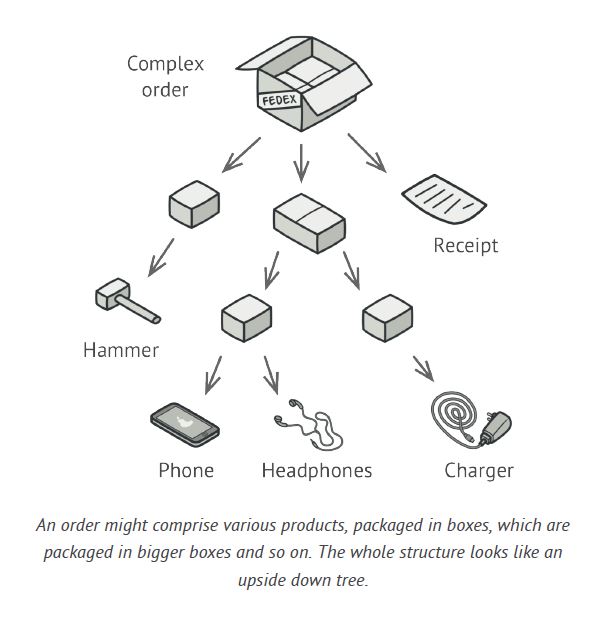 Complex
order
FEDEX
Receipt
Hammer
Phone
Headphones
Charger
An order might comprise various products, packaged in boxes, which are
packaged in bigger boxes and so on. The whole structure looks like an
upside down tree.